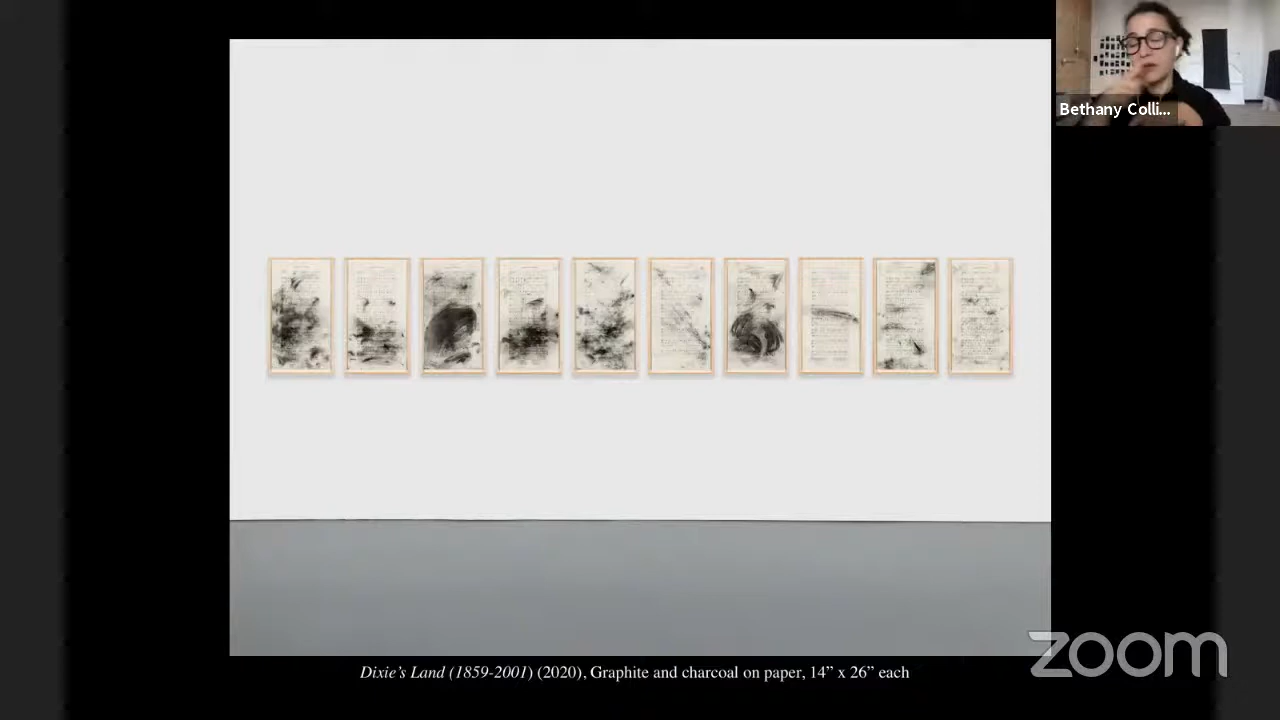 Bethany Colli...
zoom
Dixie's Land (1859-2001) (2020), Graphite and charcoal on paper, 14” x 26” each